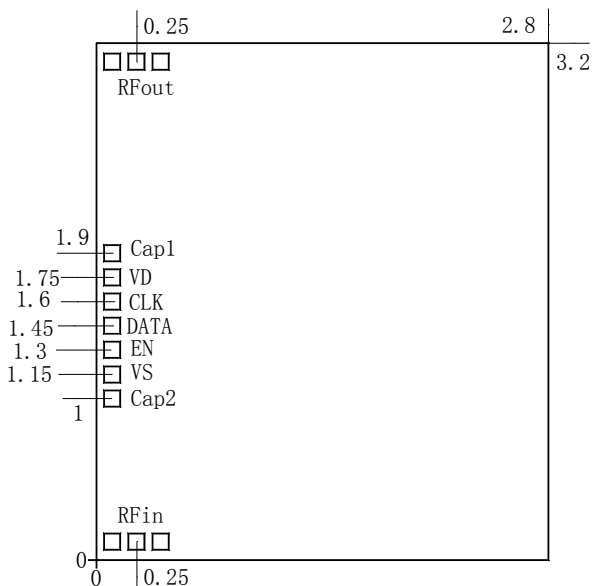 0.25
2.8
3.2
RFout
1.9
Cap1
1.75
VD
1.6
CLK
1.45
DATA
1.3
EN
1.15
VS
Cap2
1
RFin
0
0
0.25